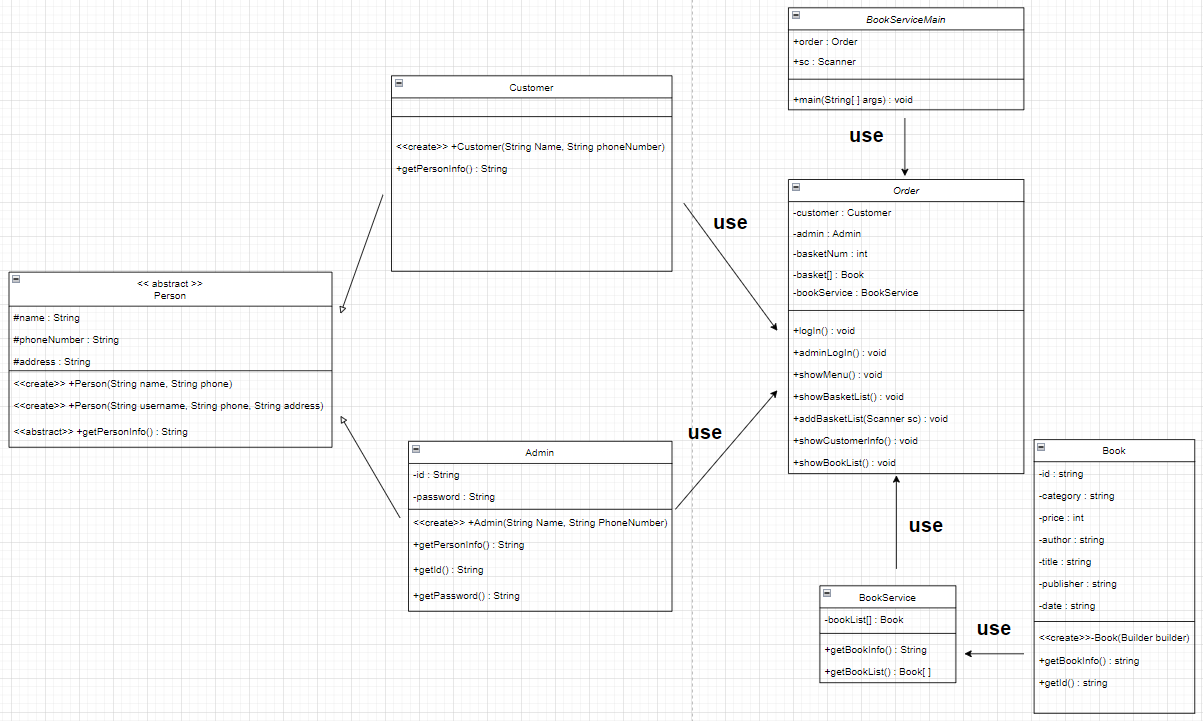 BookServiceMain
+order : Order
+sc : Scanner
+main(String[ ] args) : void
use
Customer
<<create>> +Customer(String Name, String phoneNumber)
+getPersonInfo() : String
use
Order
-customer : Customer
-admin : Admin
-basketNum : int
-basket[] : Book
-bookService : BookService
+logIn() : void
+adminLogIn() : void
+showMenu() : void
+showBasketList() : void
+addBasketList(Scanner sc) : void
+showCustomerInfo() : void
+showBookList() : void
<< abstract >>
Person
#name : String
#phoneNumber : String
#address : String
<<create>> +Person(String name, String phone)
<<create>> +Person(String username, String phone, String address)
<<abstract>> +getPersonInfo() : String
use
Admin
-id : String
-password : String
<<create>> +Admin(String Name, String PhoneNumber)
+getPersonInfo() : String
+getId() : String
+getPassword() : String
use
BookService
-bookList[] : Book
+getBookInfo() : String
+getBookList() : Book[ ]
use
Book
-id : string
-category : string
-price : int
-author : string
-title : string
-publisher : string
-date : string
<<create>>-Book(Builder builder)
+getBookInfo() : string
+getId() : string